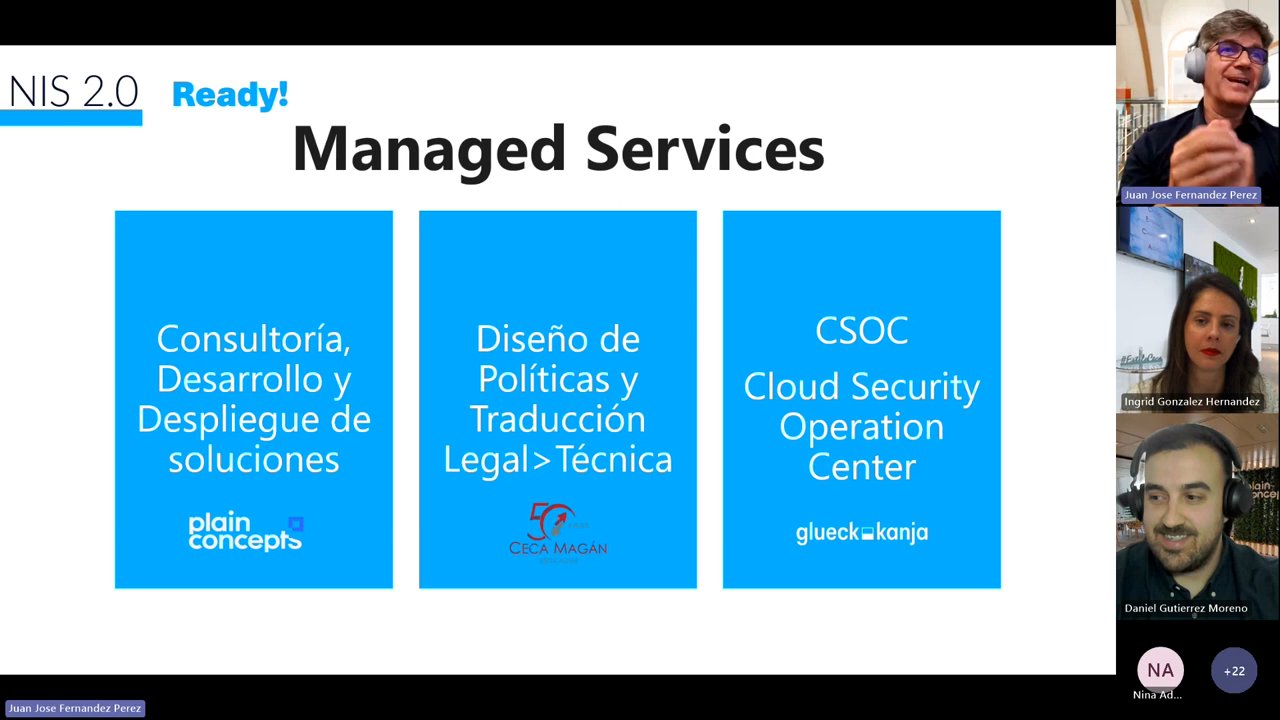 NIS 2.0
Ready!
Managed Services
Consultoría,
Desarrollo y
Despliegue de
soluciones
plain
concepts
Diseño de
Políticas y
Traducción
Legal>Técnica
50
CECA MAGÁN
CSOC
Cloud Security
Operation
Center
glueck kanja
Juan Jose Fernandez Perez
Ingrid Gonzalez Hernandez
Daniel Gutierrez Moreno
NA
Nina Ad...
+22
Juan Jose Fernandez Perez